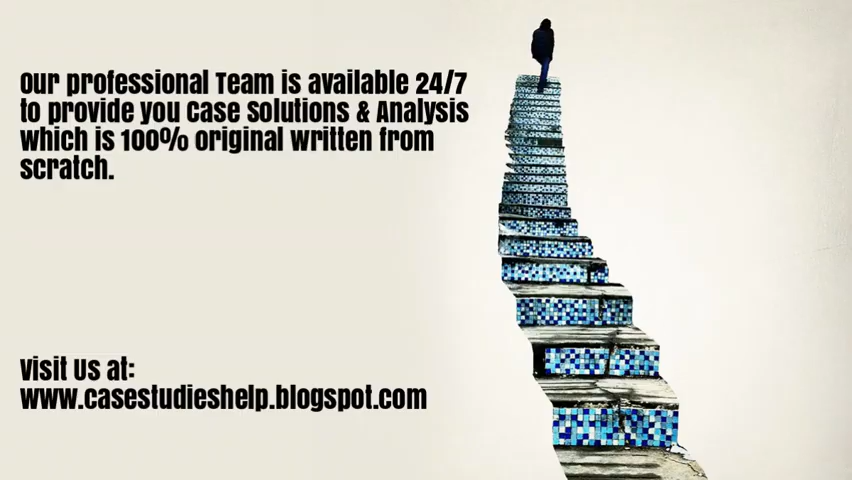 Our professional Team is available 24/7
to provide you Case Solutions & Analysis
which is 100% original written from
scratch.
Visit Us at:
www.casestudieshelp.blogspot.com